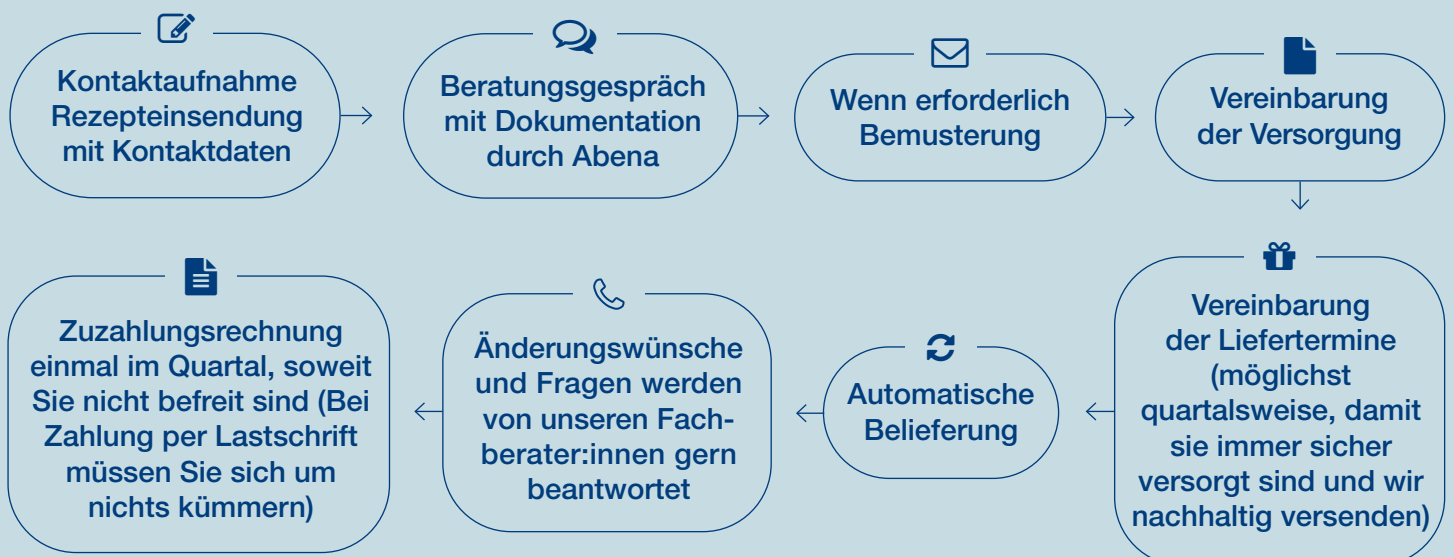 Kontaktaufnahme
Rezepteinsendung
mit Kontaktdaten
Beratungsgespräch
mit Dokumentation
durch Abena
Wenn erforderlich
Bemusterung
Vereinbarung
der Versorgung
Vereinbarung
der Liefertermine
(möglichst
quartalsweise, damit
sie immer sicher
versorgt sind und wir
nachhaltig versenden)
Automatische
Belieferung
Änderungswünsche
und Fragen werden
von unseren Fach-
berater:innen gern
beantwortet
Zuzahlungsrechnung
einmal im Quartal, soweit
Sie nicht befreit sind (Bei
Zahlung per Lastschrift
müssen Sie sich um
nichts kümmern)